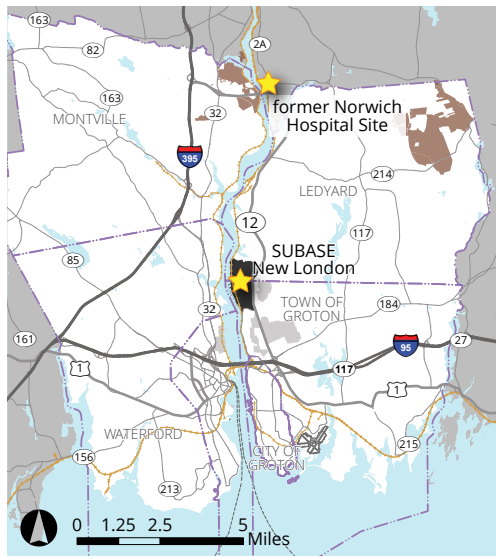 163
82
2A
163
MONTVILLE
32
former Norwich
Hospital Site
395
214
LEDYARD
12
117
85
SUBASE
New London
TOWN OF
GROTON
184
32
161
1
95
27
117
1
WATERFORD
CITY OF
GROTON
215
156
213
0 1.25 2.5 5
Miles